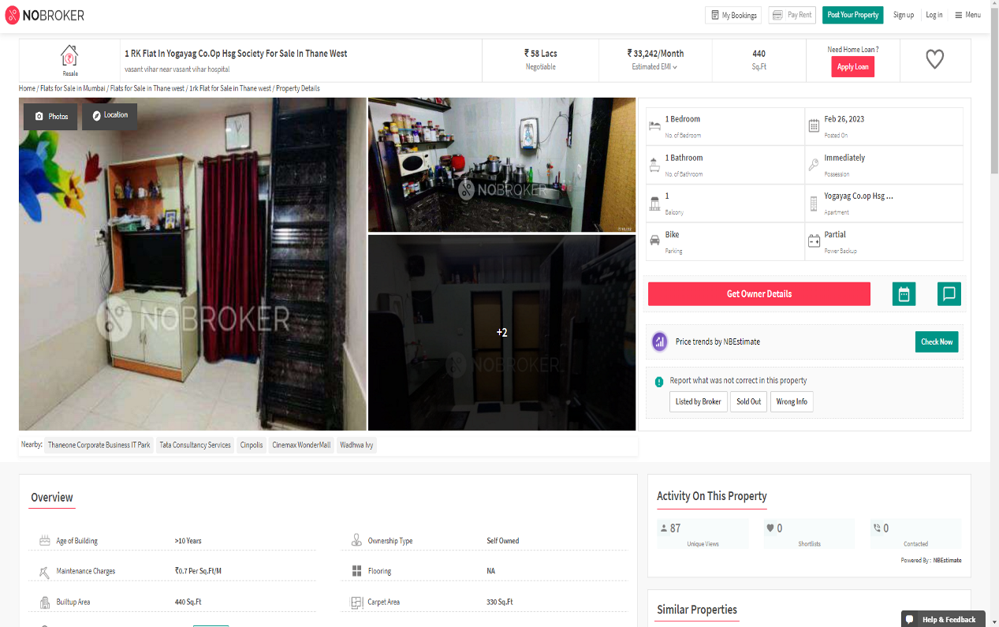 NOBROKER
My Bookings
Pay Rent
Post Your Property
Sign up
Log in
Menu
Resale
1 RK Flat In Yogayag Co.Op Hsg Society For Sale In Thane West
vasant vihar near vasant vihar hospital
₹ 58 Lacs
Negotiable
₹ 33,242/Month
Estimated EMI
440
Sq.Ft
Need Home Loan ?
Apply Loan
Home / Flats for Sale in Mumbai / Flats for Sale in Thane west / 1rk Flat for Sale in Thane west / Property Details
Photos
Location
NOBROKER
NOBROKER
NOBROKER
+2
1 Bedroom
No. of Bedroom
Feb 26, 2023
Posted On
1 Bathroom
No. of Bathroom
Immediately
Possession
1
Balcony
Yogayag Co.op Hsg ...
Apartment
Bike
Parking
Partial
Power Backup
Get Owner Details
Price trends by NBEstimate
Check Now
Report what was not correct in this property
Listed by Broker
Sold Out
Wrong Info
Nearby:
Thaneone Corporate Business IT Park
Tata Consultancy Services
Cinpolis
Cinemax WonderMall
Wadhwa Ivy
Overview
Age of Building
>10 Years
Ownership Type
Self Owned
Maintenance Charges
₹0.7 Per Sq.Ft/M
Flooring
NA
Builtup Area
440 Sq.Ft
Carpet Area
330 Sq.Ft
Activity On This Property
87
Unique Views
0
Shortlists
0
Contacted
Powered By : NBEstimate
Similar Properties
Help & Feedback